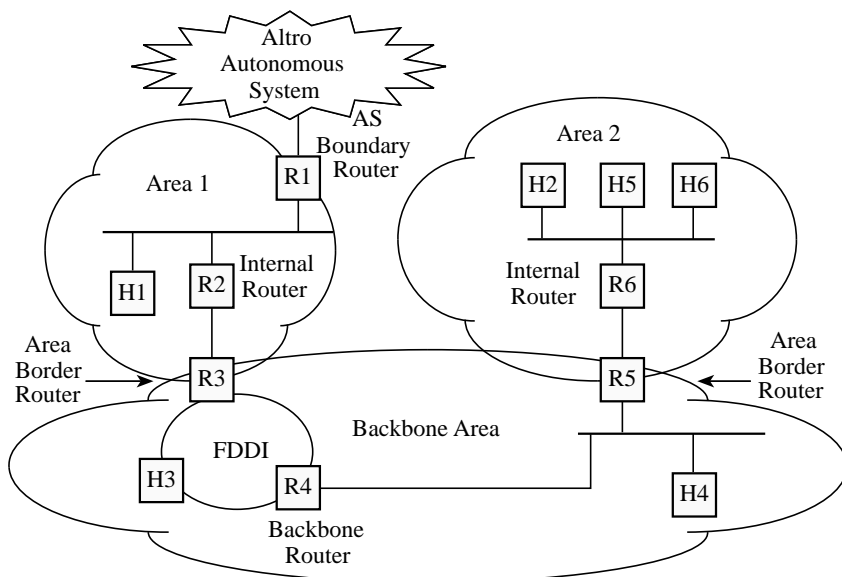 Altro
Autonomous
System
AS
Boundary
Router
R1
Area 1
Area 2
H2
H5
H6
H1
R2
Internal
Router
Internal
Router
R6
Area
Border
Router
R3
R5
Area
Border
Router
Backbone Area
FDDI
H3
R4
H4
Backbone
Router